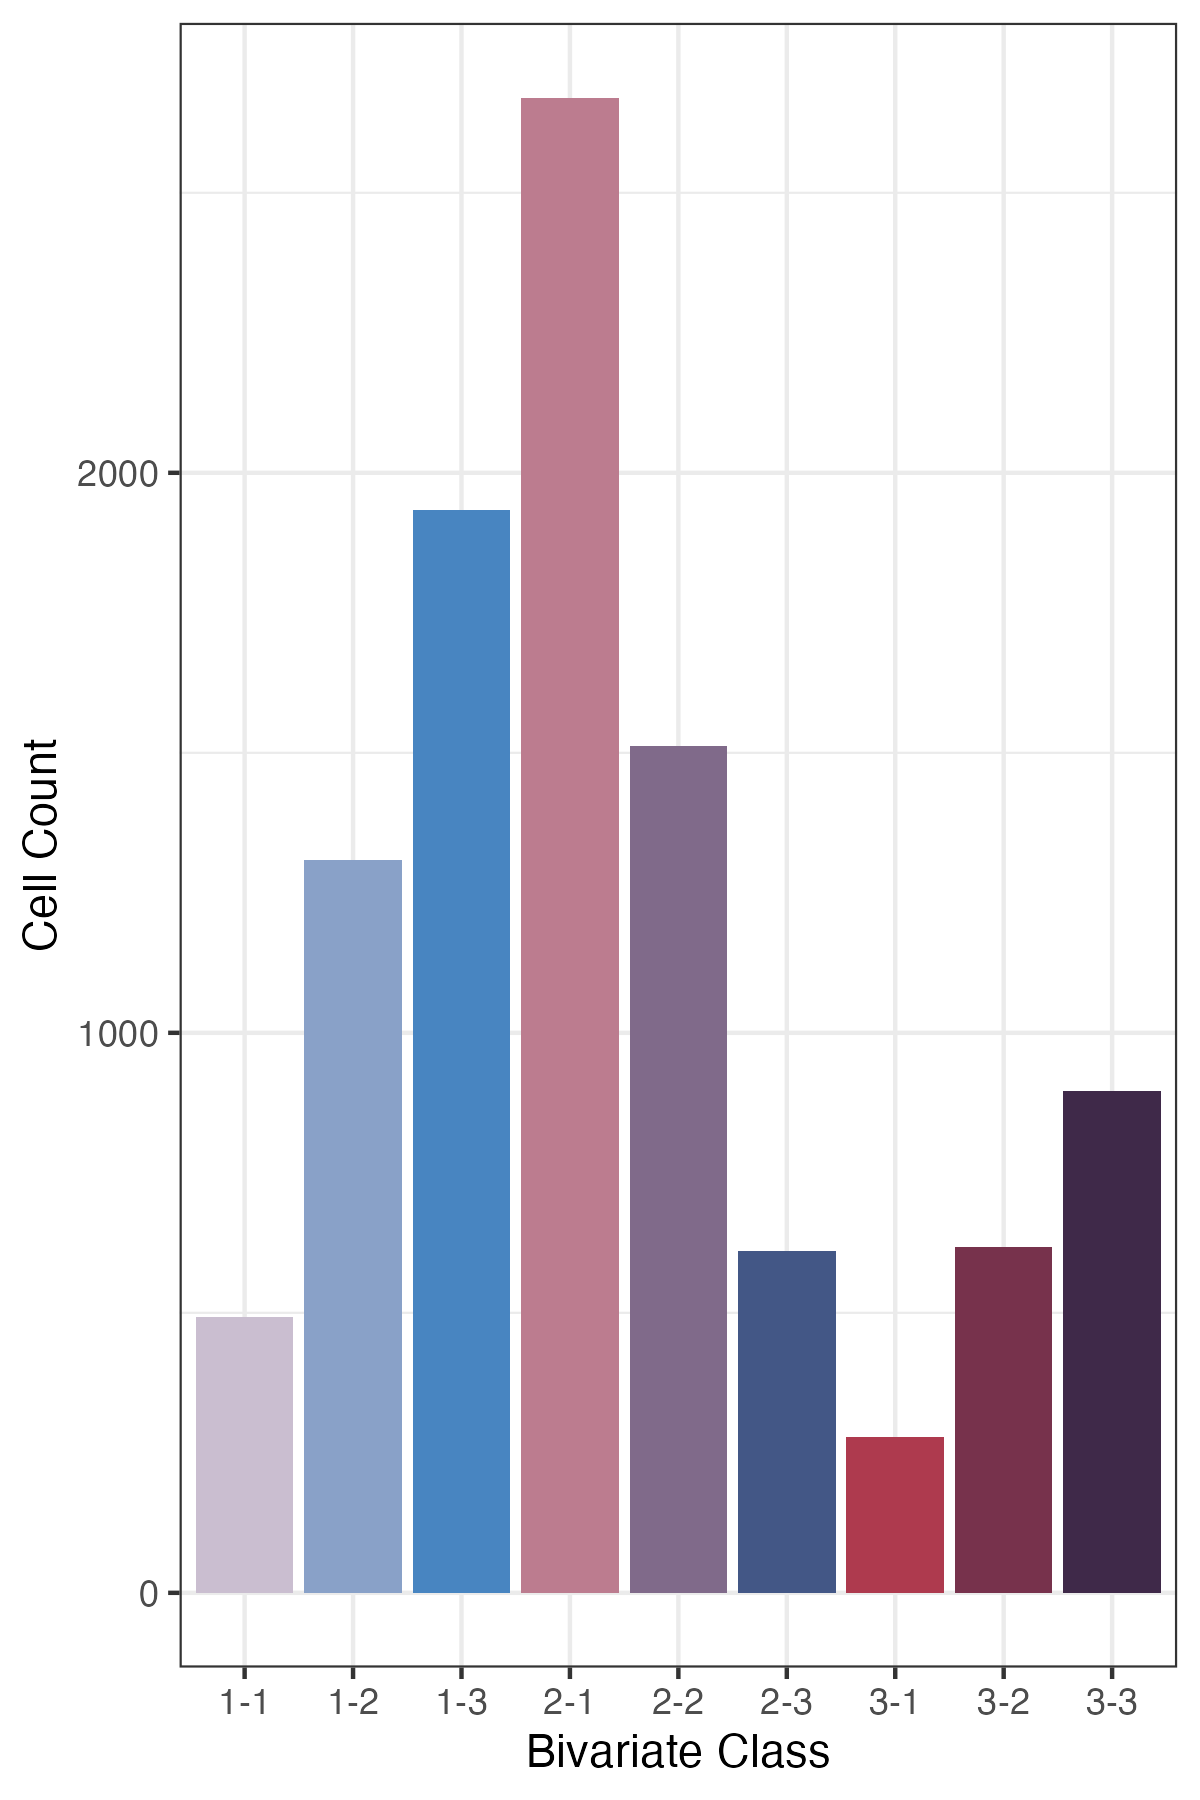 Cell Count
2000
1000
0
1-1 1-2 1-3 2-1 2-2 2-3 3-1 3-2 3-3
Bivariate Class